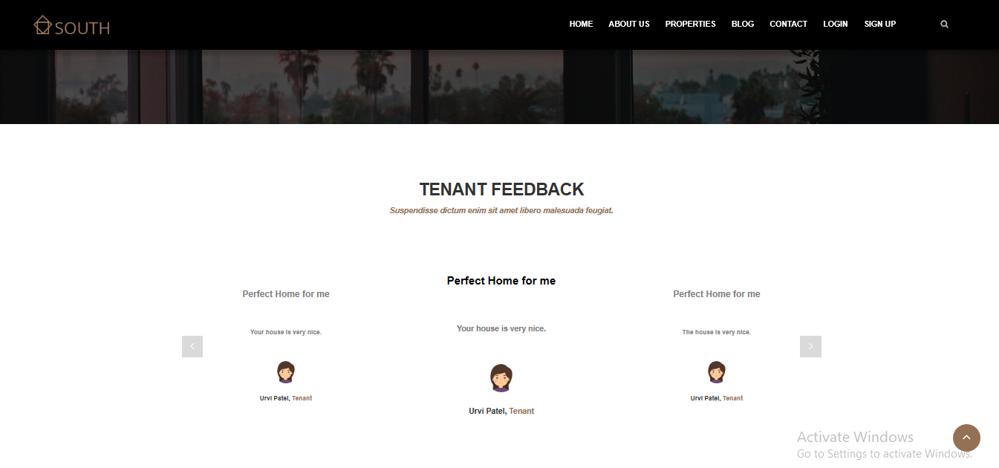 SOUTH
HOME ABOUT US PROPERTIES BLOG CONTACT LOGIN SIGN UP
TENANT FEEDBACK
Suspendisse dictum enim sit amet libero malesuada feugiat.
Perfect Home for me
Your house is very nice.
Urvi Patel, Tenant
Perfect Home for me
Your house is very nice.
Urvi Patel, Tenant
Perfect Home for me
The house is very nice.
Urvi Patel, Tenant
Activate Windows
Go to Settings to activate Windows.